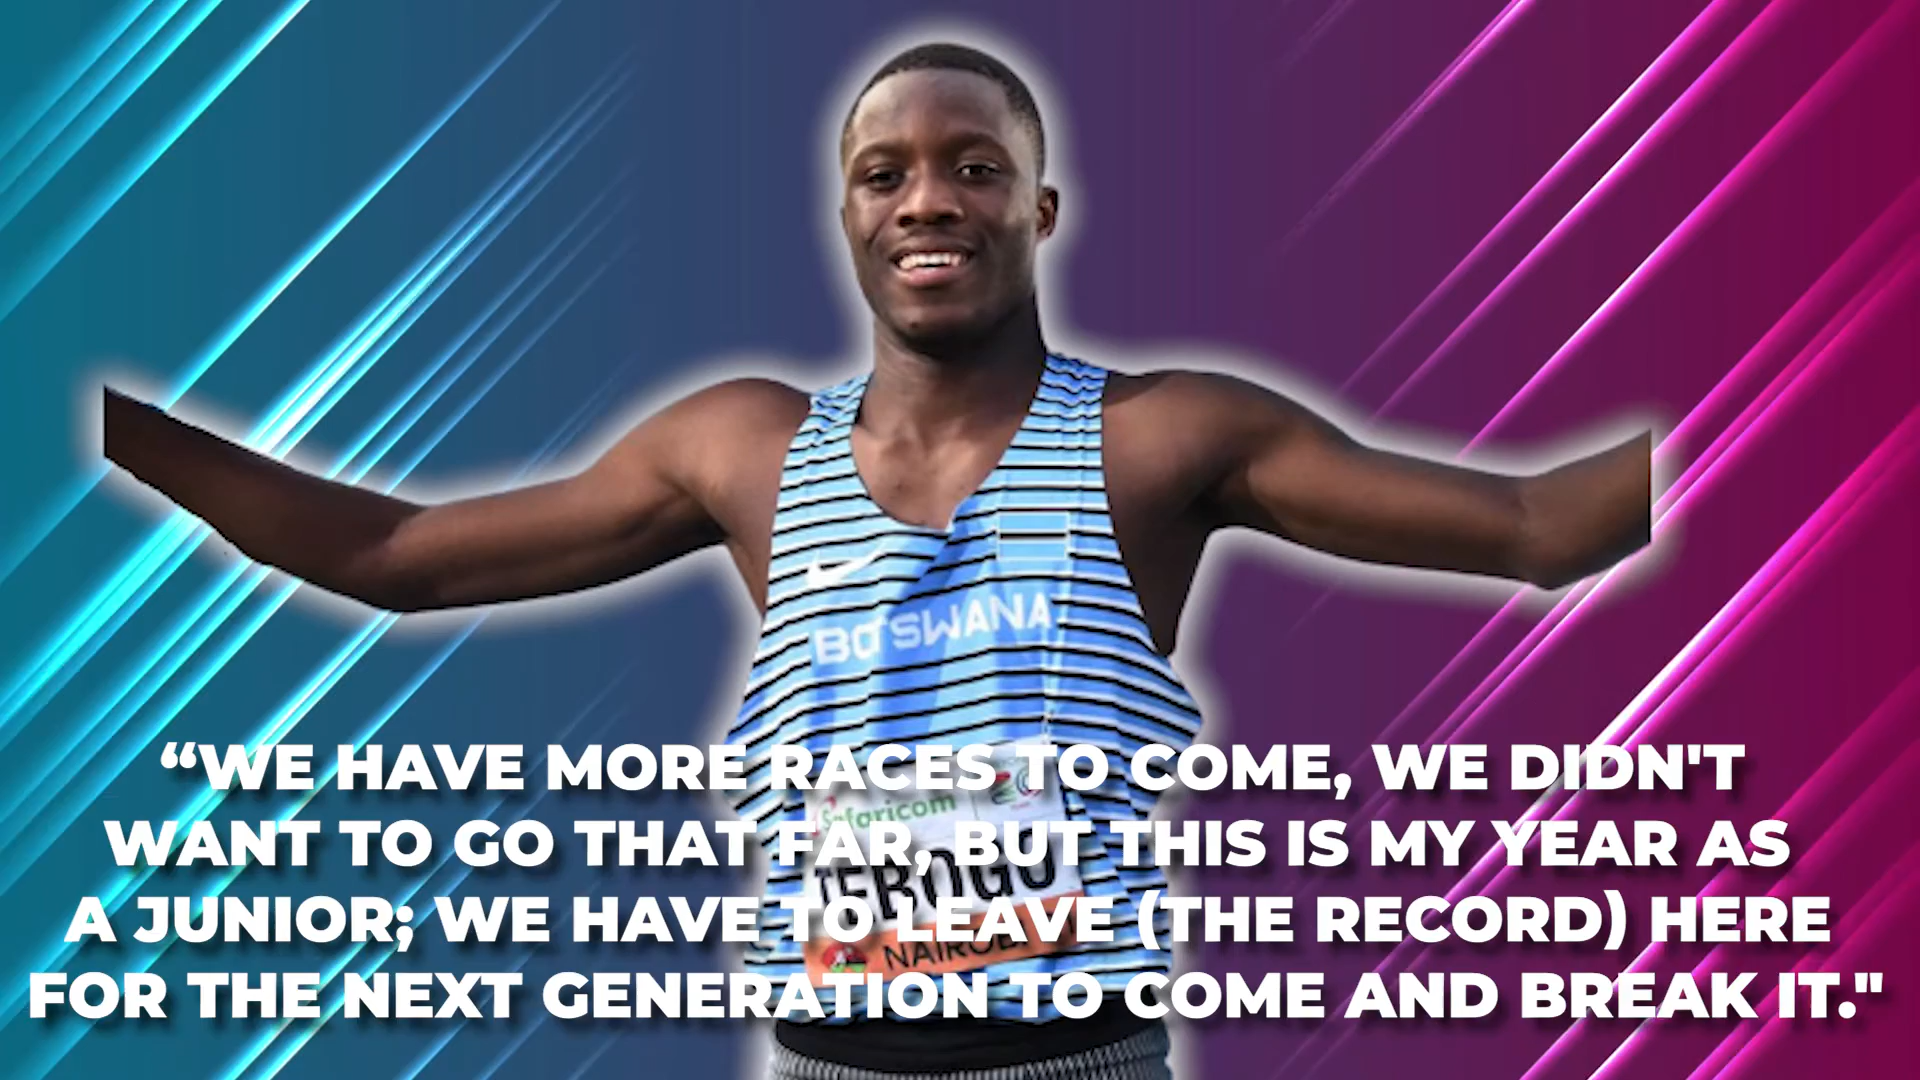 BOTSWANA
“WE HAVE MORE RACES TO COME, WE DIDN'T
Safaricom
WANT TO GO THAT FAR, BUT THIS IS MY YEAR AS
TEBOGO
A JUNIOR; WE HAVE TO LEAVE (THE RECORD) HERE
NAIROBI
FOR THE NEXT GENERATION TO COME AND BREAK IT."